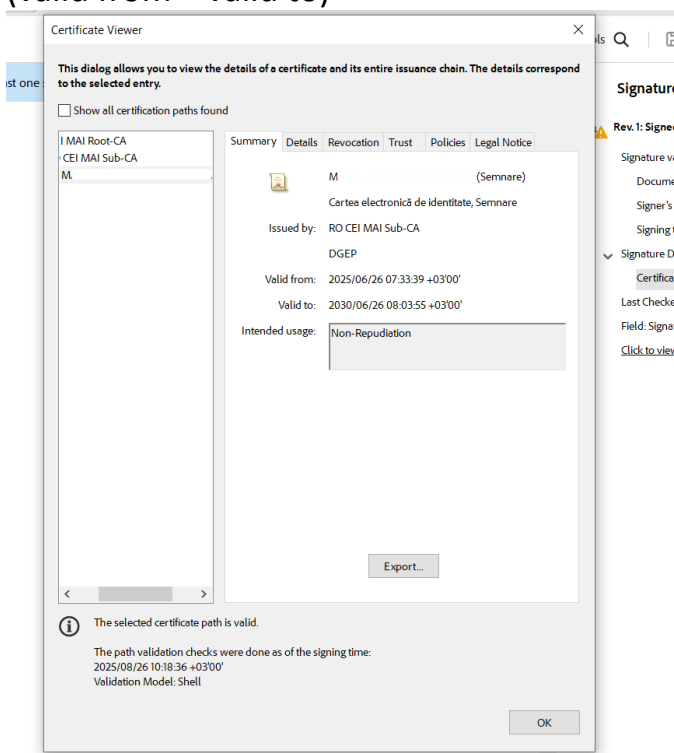 (valid from - valid to)
Certificate Viewer
This dialog allows you to view the details of a certificate and its entire issuance chain. The details correspond
to the selected entry.
Show all certification paths found
I MAI Root-CA
CEI MAI Sub-CA
M.
Summary Details Revocation Trust Policies Legal Notice
M (Semnare)
Cartea electronică de identitate, Semnare
Issued by: RO CEI MAI Sub-CA
DGEP
Valid from: 2025/06/26 07:33:39 +03'00'
Valid to: 2030/06/26 08:03:55 +03'00'
Intended usage: Non-Repudiation
Export...
The selected certificate path is valid.
The path validation checks were done as of the signing time:
2025/08/26 10:18:36 +03'00'
Validation Model: Shell
OK
ast one
ls
Signature
Rev. 1: Signe
Signature va
Docume
Signer's
Signing t
Signature D
Certifica
Last Checke
Field: Signa
Click to view